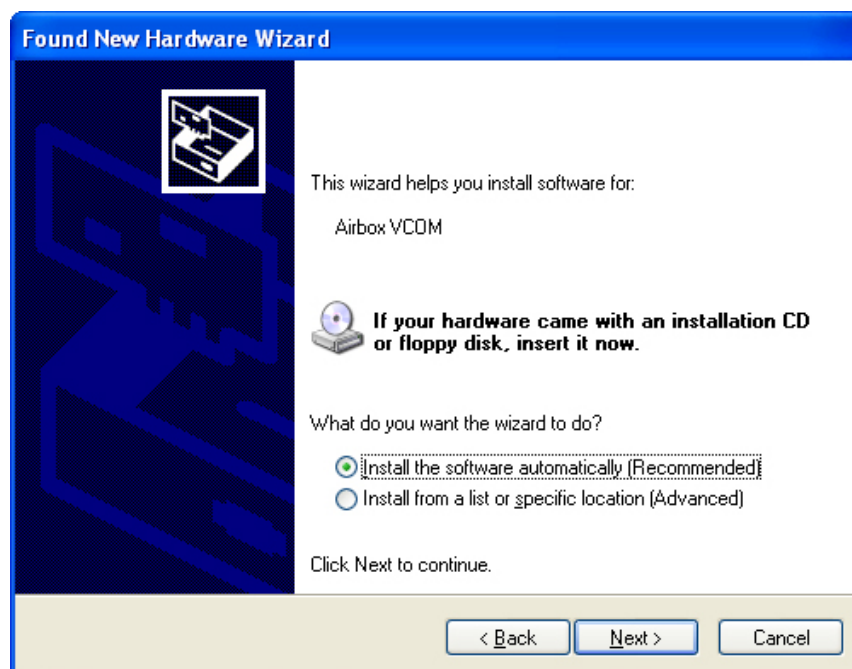 Found New Hardware Wizard
This wizard helps you install software for:
Airbox VCOM
If your hardware came with an installation CD
or floppy disk, insert it now.
What do you want the wizard to do?
Install the software automatically (Recommended)
Install from a list or specific location (Advanced)
Click Next to continue.
< Back
Next >
Cancel